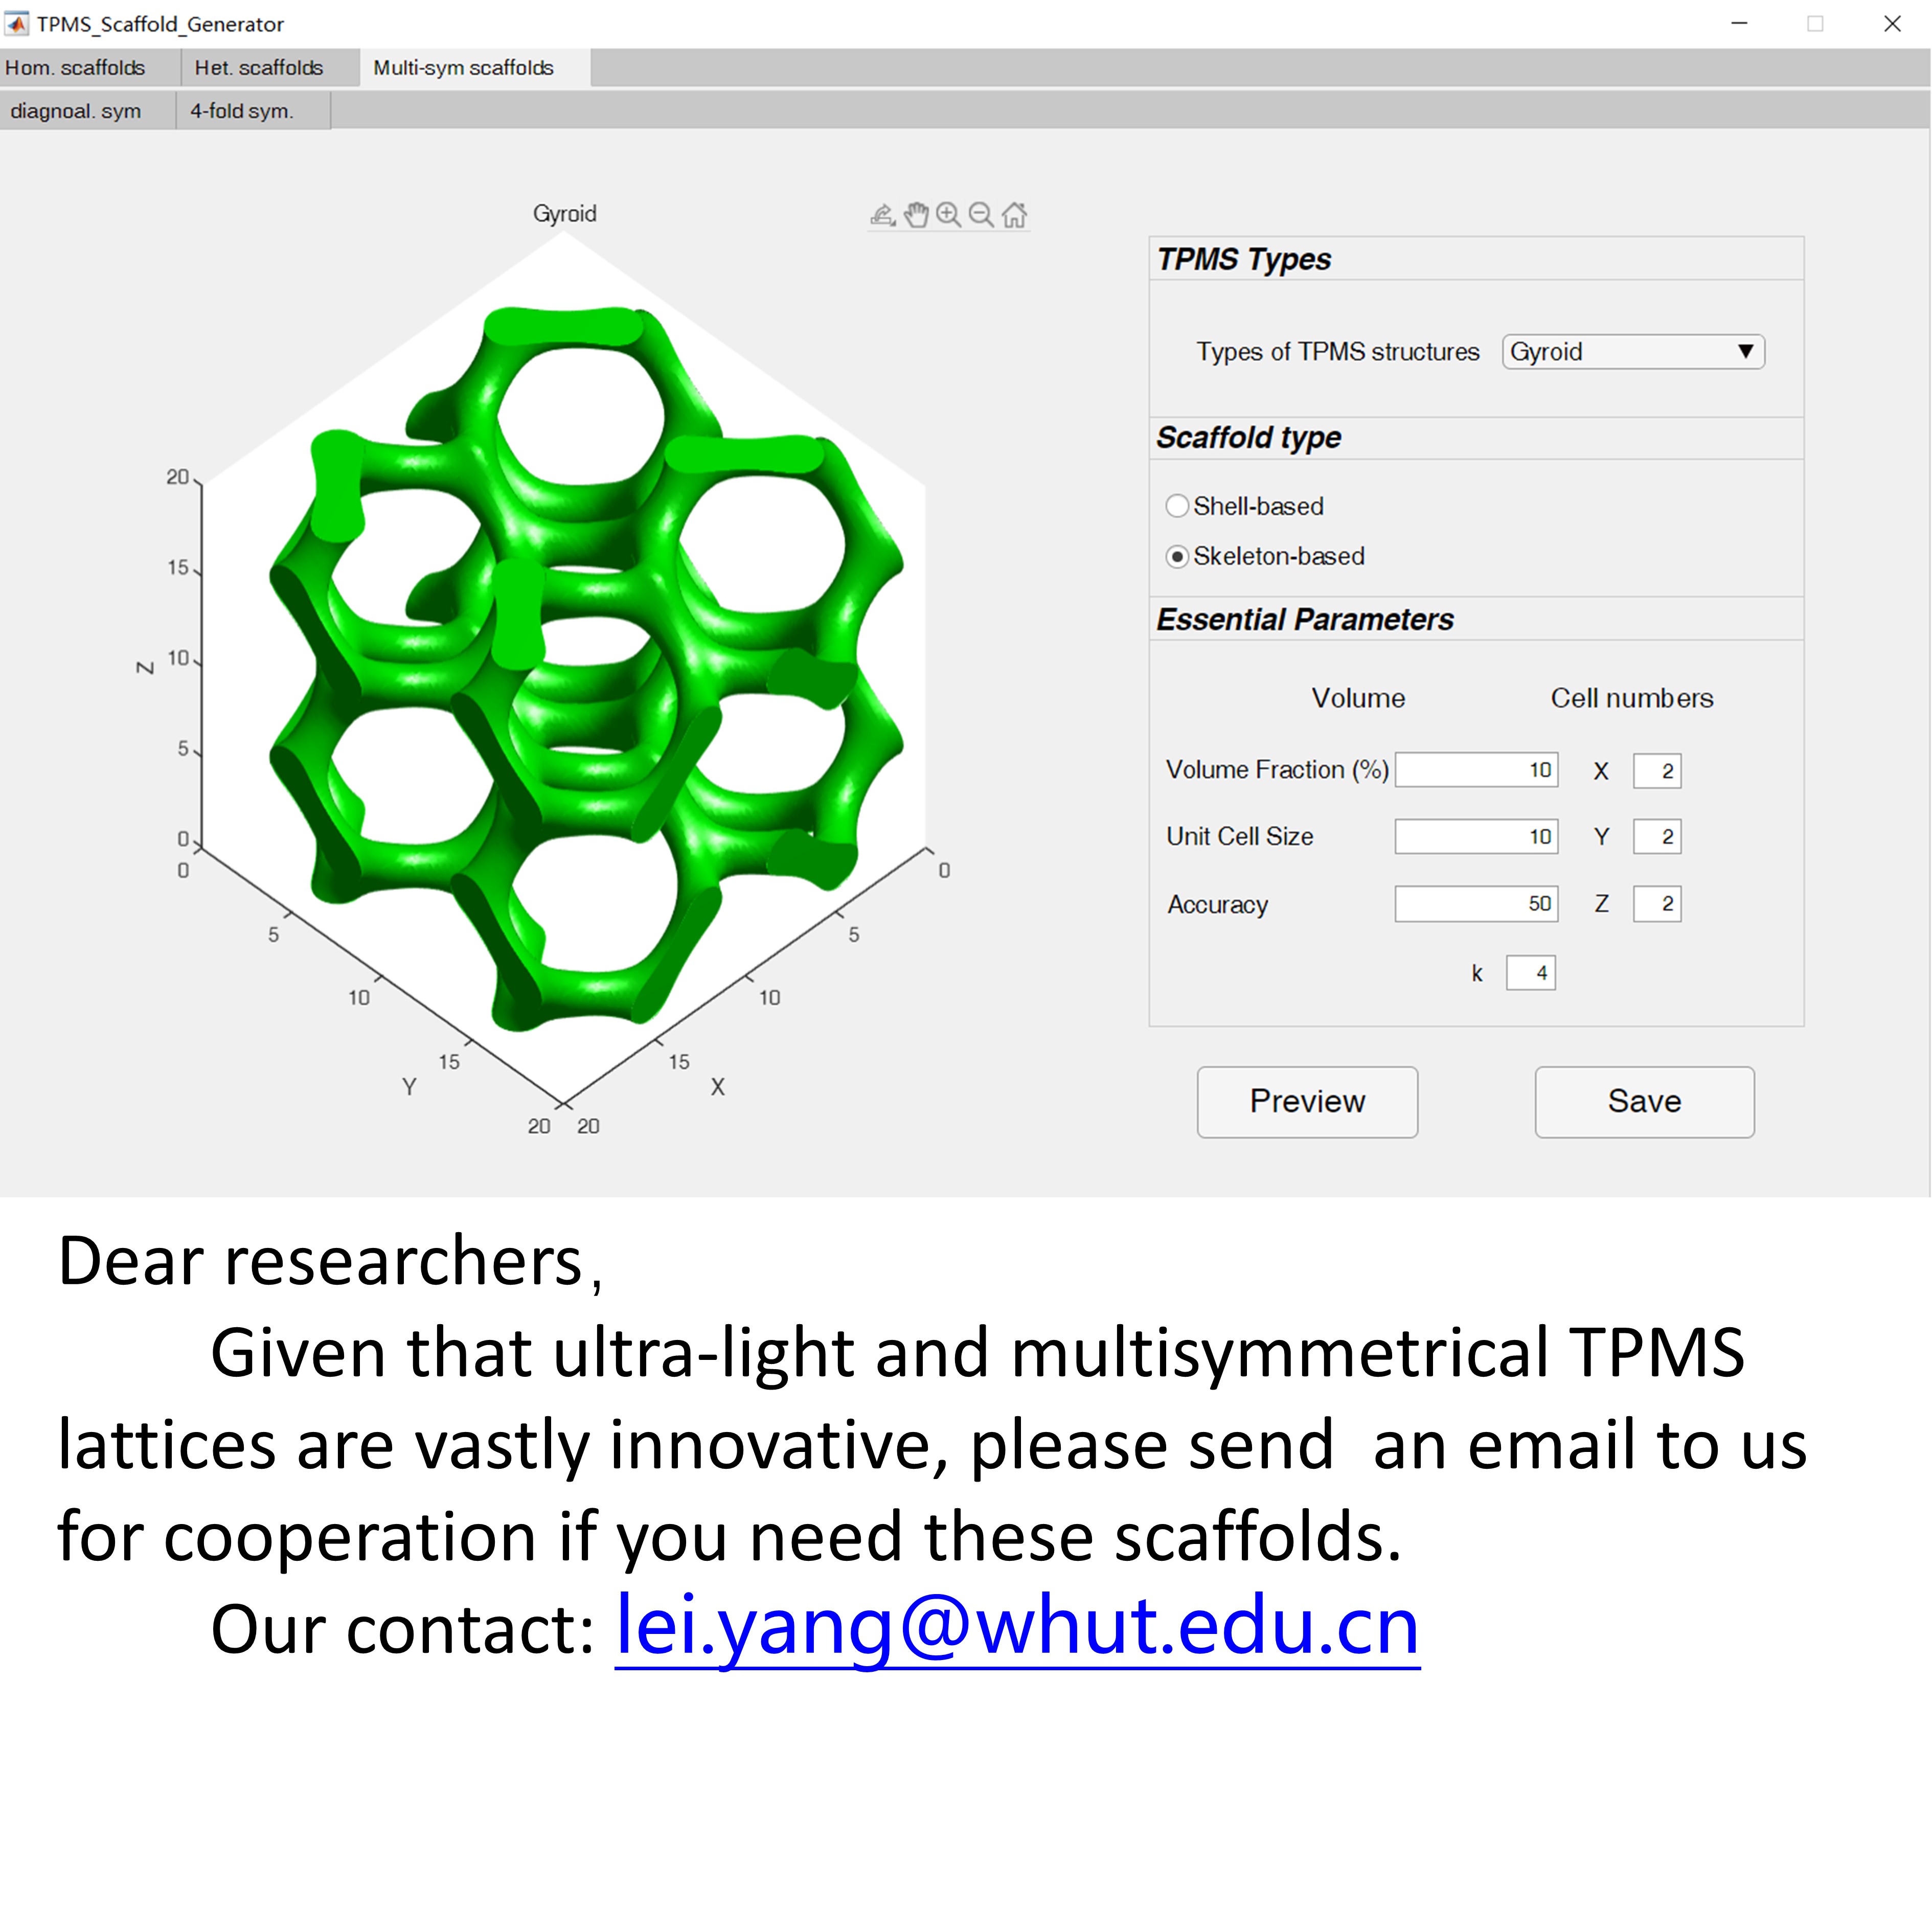 TPMS_Scaffold_Generator
Hom. scaffolds Het. scaffolds Multi-sym scaffolds
diagnoal. sym 4-fold sym.
Gyroid
20
15
10
5
0
Z
0
5
10
15
20
Y
20
15
10
5
0
X
TPMS Types
Types of TPMS structures Gyroid
Scaffold type
Shell-based
Skeleton-based
Essential Parameters
Volume Cell numbers
Volume Fraction (%) 10 X 2
Unit Cell Size 10 Y 2
Accuracy 50 Z 2
k 4
Preview Save
Dear researchers,
Given that ultra-light and multisymmetrical TPMS
lattices are vastly innovative, please send an email to us
for cooperation if you need these scaffolds.
Our contact: lei.yang@whut.edu.cn